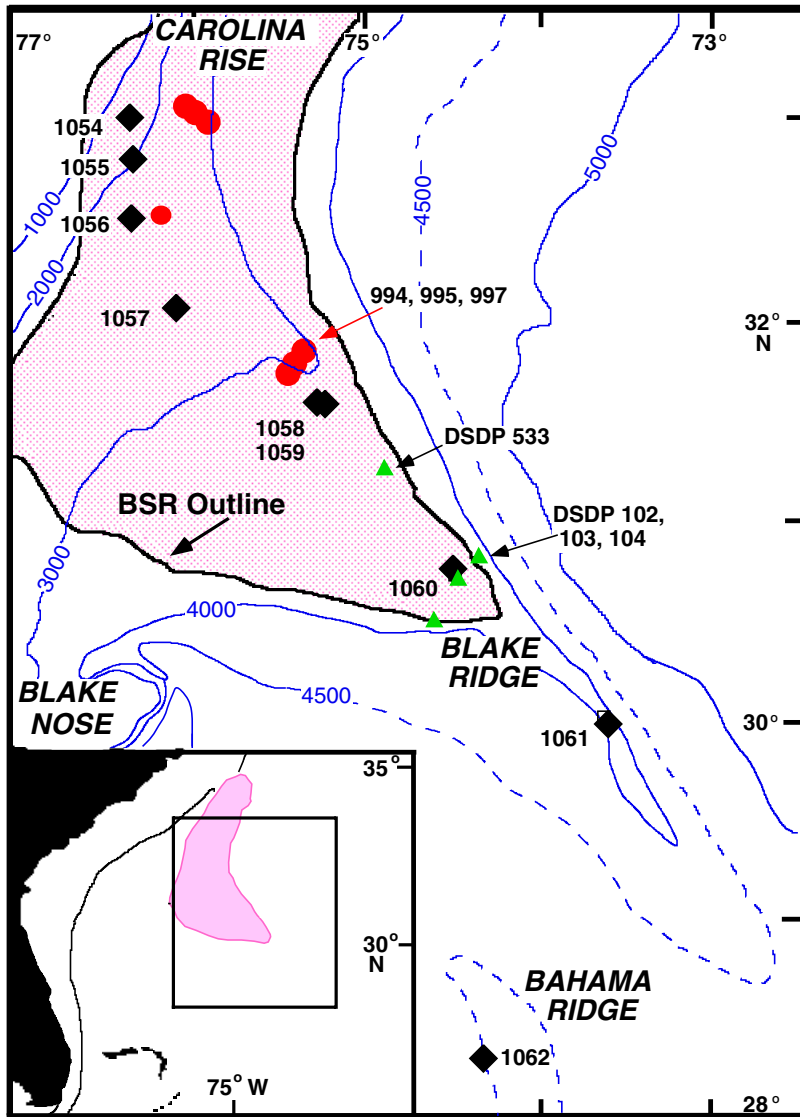 77°
CAROLINA
RISE
75°
73°
1054
1055
1056
1057
1000
2000
4500
5000
994, 995, 997
32°
N
1058
1059
DSDP 533
BSR Outline
DSDP 102,
103, 104
3000
1060
4000
BLAKE
RIDGE
BLAKE
NOSE
4500
1061
30°
35°
30°
N
75° W
BAHAMA
RIDGE
1062
28°